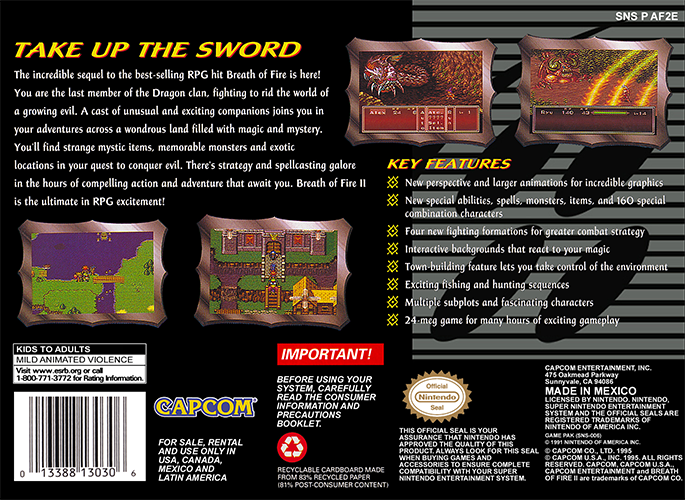 SNS P AF2E
TAKE UP THE SWORD
The incredible sequel to the best-selling RPG hit Breath of Fire is here!
You are the last member of the Dragon clan, fighting to rid the world of
a growing evil. A cast of unusual and exciting companions joins you in
your adventures across a wondrous land filled with magic and mystery.
You'll find strange mystic items, memorable monsters and exotic
locations in your quest to conquer evil. There's strategy and spellcasting galore
in the hours of compelling action and adventure that await you. Breath of Fire II
is the ultimate in RPG excitement!
KEY FEATURES
New perspective and larger animations for incredible graphics
New special abilities, spells, monsters, items, and 160 special
combination characters
Four new fighting formations for greater combat strategy
Interactive backgrounds that react to your magic
Town-building feature lets you take control of the environment
Exciting fishing and hunting sequences
Multiple subplots and fascinating characters
24-meg game for many hours of exciting gameplay
KIDS TO ADULTS
MILD ANIMATED VIOLENCE
Visit www.esrb.org or call
1-800-771-3772 for Rating Information.
0 13388 13030 6
CAPCOM
FOR SALE, RENTAL
AND USE ONLY IN
USA, CANADA,
MEXICO AND
LATIN AMERICA
IMPORTANT!
BEFORE USING YOUR
SYSTEM, CAREFULLY
READ THE CONSUMER
INFORMATION AND
PRECAUTIONS
BOOKLET.
RECYCLABLE CARDBOARD MADE
FROM 83% RECYCLED PAPER
(81% POST-CONSUMER CONTENT)
Official
Nintendo
Seal
THIS OFFICIAL SEAL IS YOUR
ASSURANCE THAT NINTENDO HAS
APPROVED THE QUALITY OF THIS
PRODUCT. ALWAYS LOOK FOR THIS SEAL
WHEN BUYING GAMES AND
ACCESSORIES TO ENSURE COMPLETE
COMPATIBILITY WITH YOUR SUPER
NINTENDO ENTERTAINMENT SYSTEM.
CAPCOM ENTERTAINMENT, INC.
475 Oakmead Parkway
Sunnyvale, CA 94086
MADE IN MEXICO
LICENSED BY NINTENDO. NINTENDO,
SUPER NINTENDO ENTERTAINMENT
SYSTEM AND THE OFFICIAL SEALS ARE
REGISTERED TRADEMARKS OF
NINTENDO OF AMERICA INC.
GAME PAK (SNS-006)
© 1991 NINTENDO OF AMERICA INC.
© CAPCOM CO., LTD. 1995
© CAPCOM U.S.A., INC. 1995. ALL RIGHTS
RESERVED. CAPCOM, CAPCOM U.S.A.,
CAPCOM ENTERTAINMENT and BREATH
OF FIRE II are trademarks of CAPCOM CO.